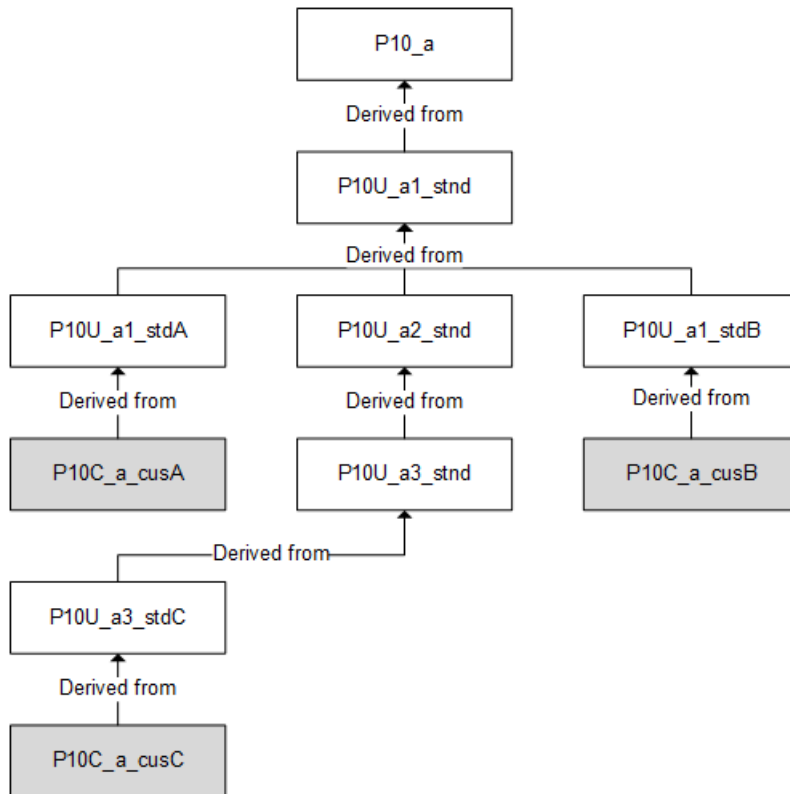 P10_a
Derived from
P10U_a1_stnd
Derived from
P10U_a1_stdA
P10U_a2_stnd
P10U_a1_stdB
Derived from
Derived from
Derived from
P10C_a_cusA
P10U_a3_stnd
P10C_a_cusB
Derived from
P10U_a3_stdC
Derived from
P10C_a_cusC